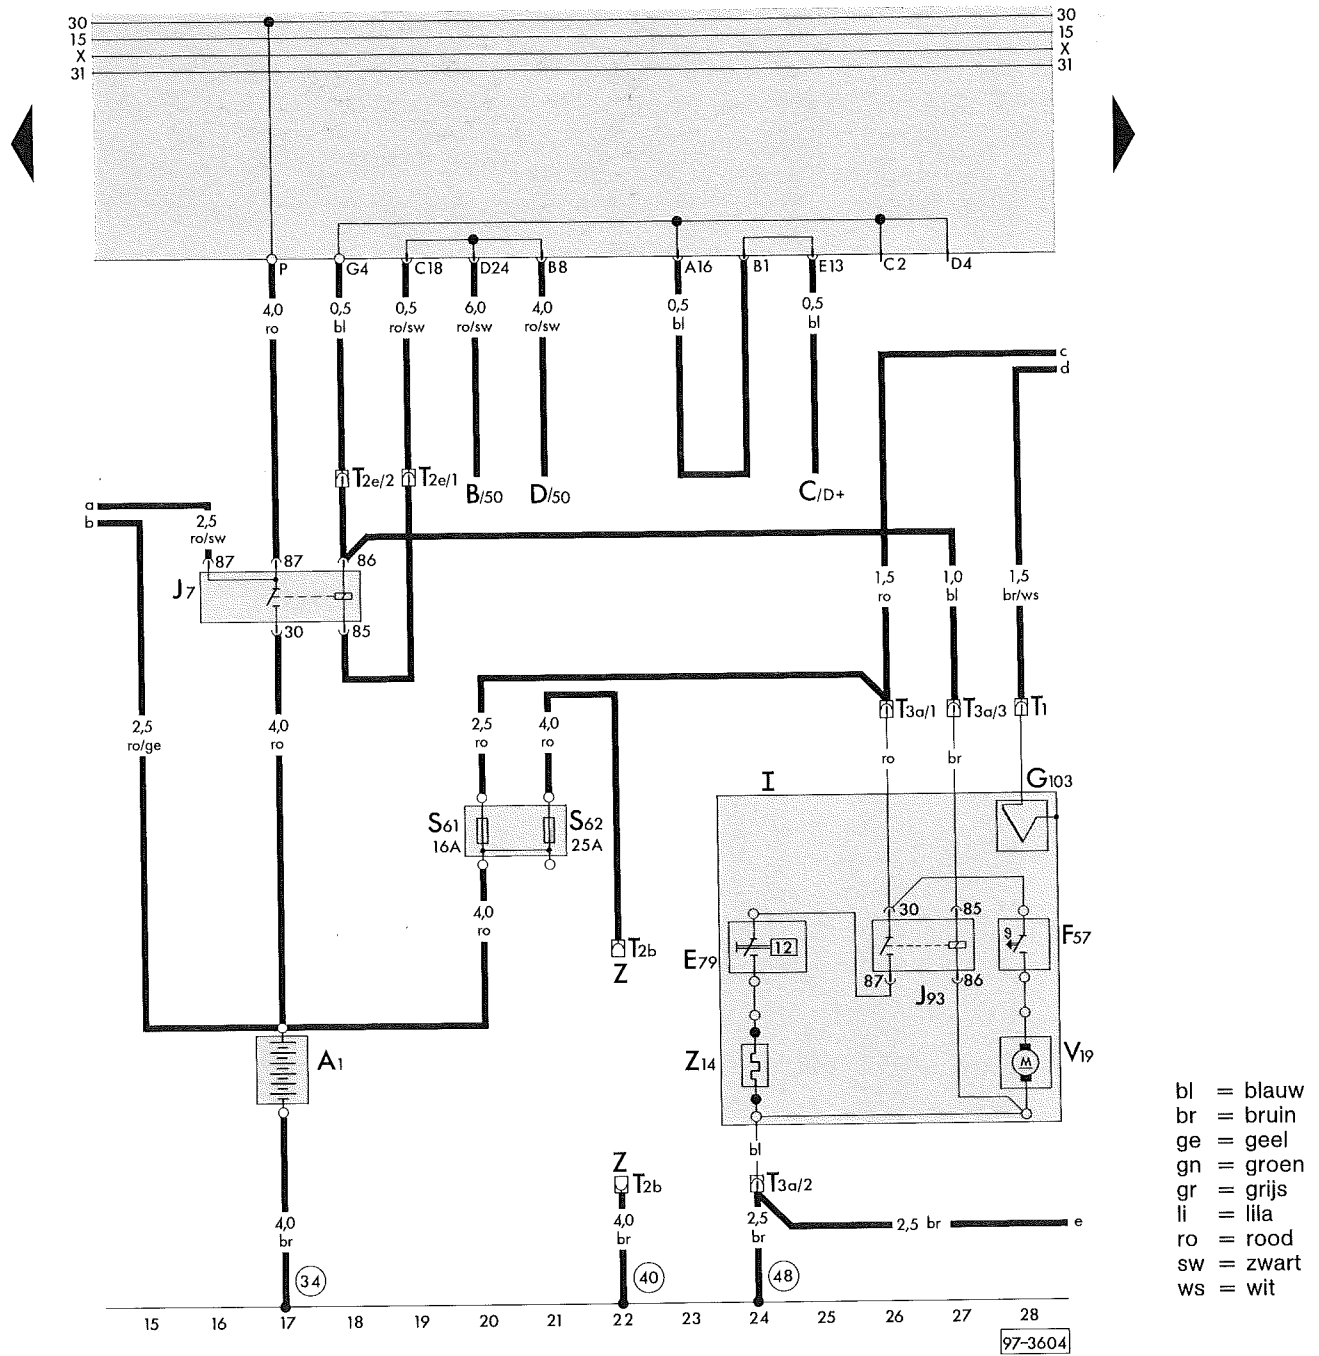 30 30
15 15
X X
31 31
P G4 C18 D24 B8 A16 B1 E13 C2 D4
4,0 0,5 0,5 6,0 4,0 0,5 0,5
ro bl ro/sw ro/sw ro/sw bl bl
c
d
T2e/2 T2e/1 B/50 D/50 C/D+
a
b
2,5
ro/sw
87 87 86
J7
30 85
1,5 1,0 1,5
ro bl br/ws
T3a/1 T3a/3 T1
2,5 4,0 2,5 4,0
ro/ge ro ro ro
ro br
I
G103
S61 S62
16A 25A
4,0
ro
30 85
E79 12 F57
87 J93 86
T2b
Z
A1
Z14 M V19
bl
Z
T2b T3a/2
4,0 4,0 2,5 2,5 br e
br br br
34 40 48
15 16 17 18 19 20 21 22 23 24 25 26 27 28
97-3604
bl = blauw
br = bruin
ge = geel
gn = groen
gr = grijs
li = lila
ro = rood
sw = zwart
ws = wit